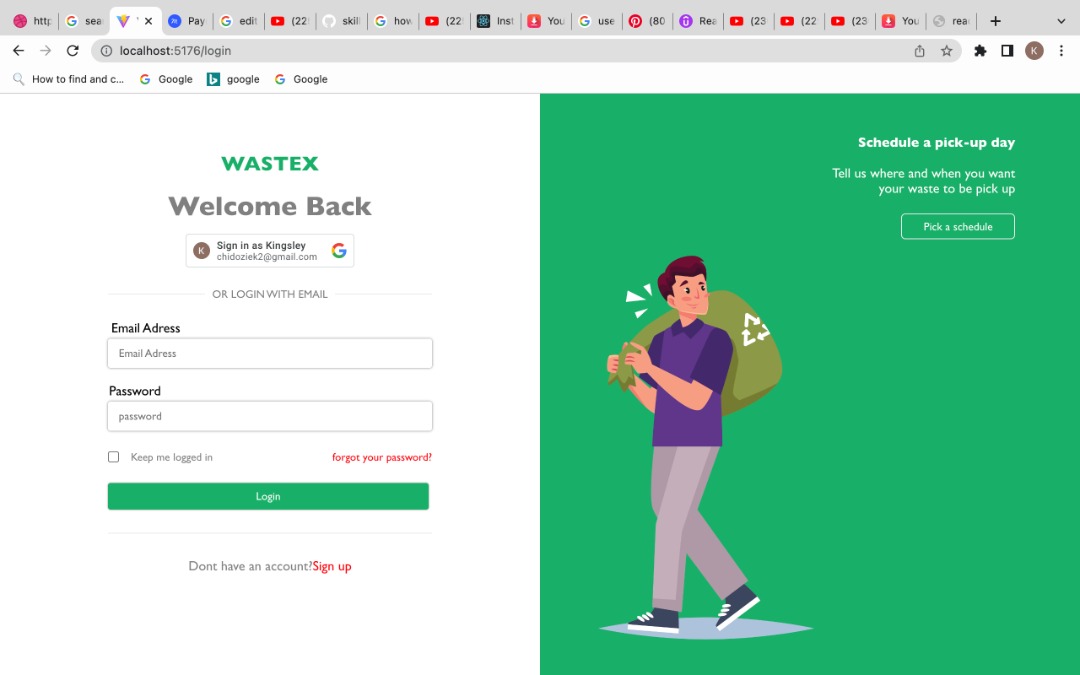 http
sea
Pay
edit
(22
skil
how
(22
Inst
You
use
(80
Rea
(23
(22
(23
You
rea
localhost:5176/login
K
How to find and c...
Google
google
Google
WASTEX
Welcome Back
K
Sign in as Kingsley
chidoziek2@gmail.com
OR LOGIN WITH EMAIL
Email Adress
Email Adress
Password
password
Keep me logged in
forgot your password?
Login
Dont have an account?Sign up
Schedule a pick-up day
Tell us where and when you want
your waste to be pick up
Pick a schedule